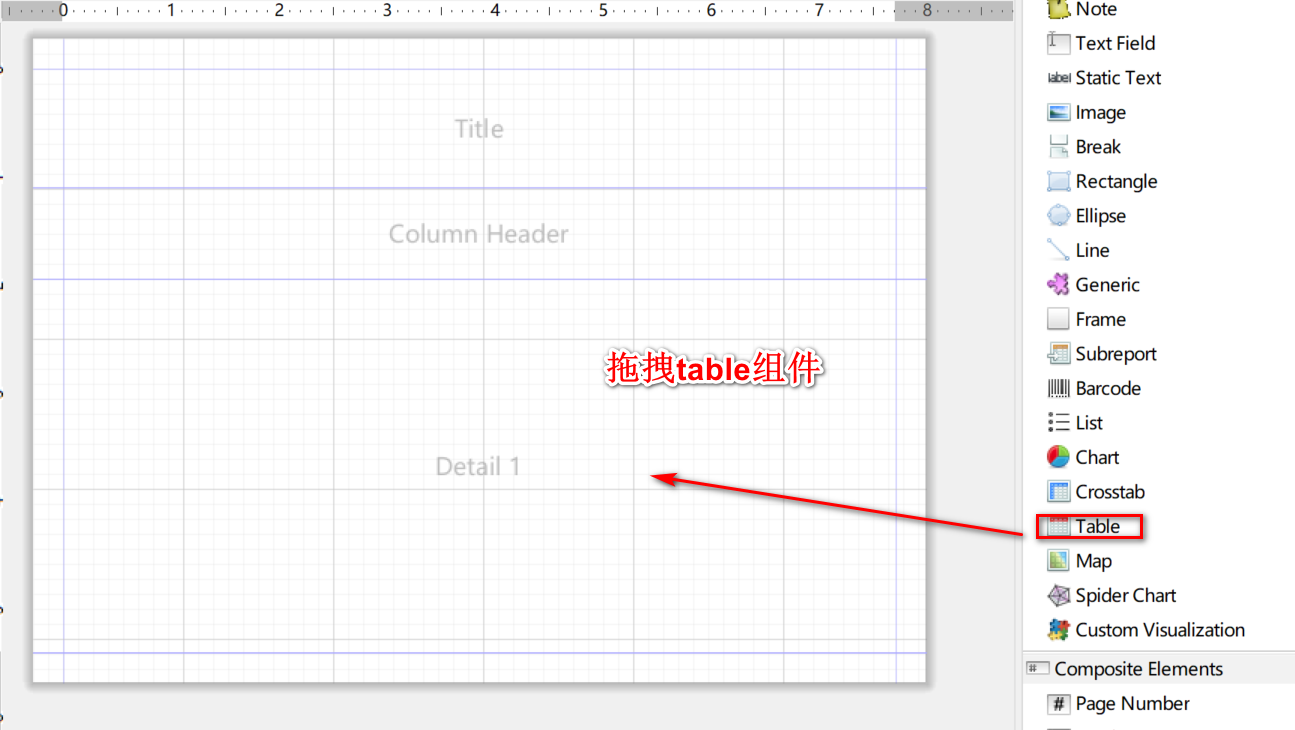 0 1 2 3 4 5 6 7 8
Title
Column Header
Detail 1
拖拽table组件
Note
Text Field
label Static Text
Image
Break
Rectangle
Ellipse
Line
Generic
Frame
Subreport
Barcode
List
Chart
Crosstab
Table
Map
Spider Chart
Custom Visualization
# Composite Elements
# Page Number